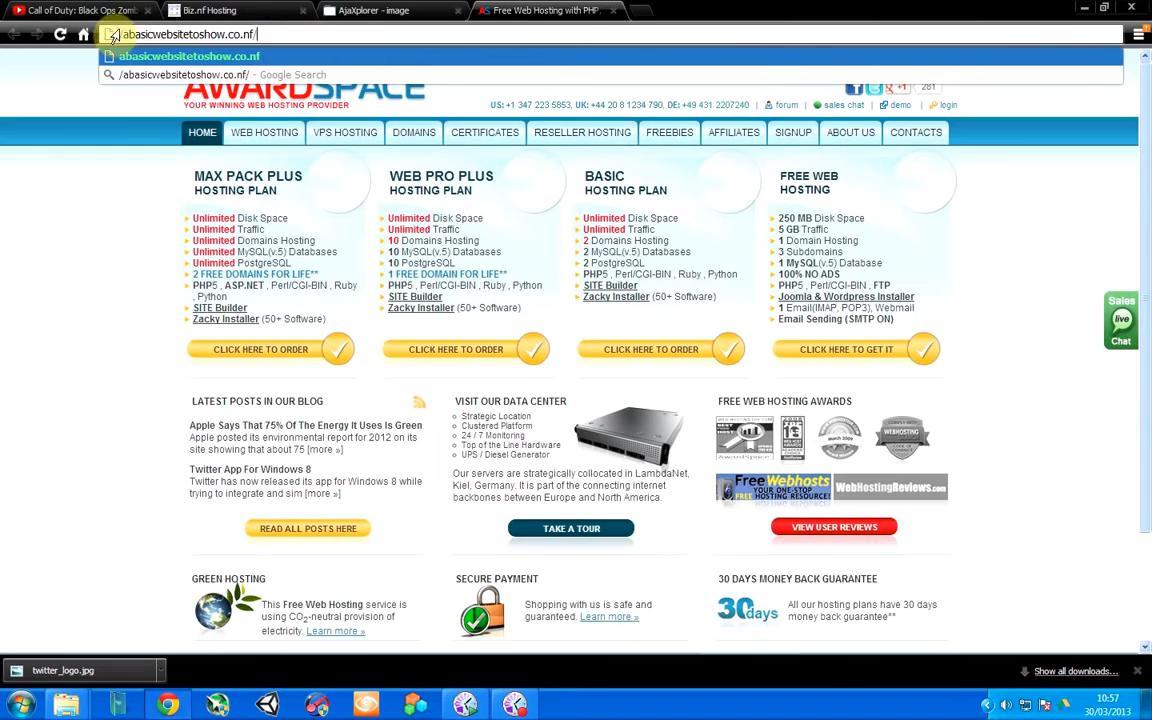 Call of Duty: Black Ops Zomb
Biz.nf Hosting
AjaXplorer - image
Free Web Hosting with PHP,
/abasicwebsitetoshow.co.nf/
abasicwebsitetoshow.co.nf
/abasicwebsitetoshow.co.nf/ - Google Search
AWARDSPACE
YOUR WINNING WEB HOSTING PROVIDER
+1
281
US: +1 347 223 5853, UK: +44 20 8 1234 790, DE: +49 431 2207240
forum
sales chat
demo
login
HOME
WEB HOSTING
VPS HOSTING
DOMAINS
CERTIFICATES
RESELLER HOSTING
FREEBIES
AFFILIATES
SIGNUP
ABOUT US
CONTACTS
MAX PACK PLUS
HOSTING PLAN
Unlimited Disk Space
Unlimited Traffic
Unlimited Domains Hosting
Unlimited MySQL(v.5) Databases
Unlimited PostgreSQL
2 FREE DOMAINS FOR LIFE**
PHP5 , ASP.NET , Perl/CGI-BIN , Ruby
, Python
SITE Builder
Zacky Installer (50+ Software)
CLICK HERE TO ORDER
WEB PRO PLUS
HOSTING PLAN
Unlimited Disk Space
Unlimited Traffic
10 Domains Hosting
10 MySQL(v.5) Databases
10 PostgreSQL
1 FREE DOMAIN FOR LIFE**
PHP5 , Perl/CGI-BIN , Ruby , Python
SITE Builder
Zacky Installer (50+ Software)
CLICK HERE TO ORDER
BASIC
HOSTING PLAN
Unlimited Disk Space
Unlimited Traffic
2 Domains Hosting
2 MySQL(v.5) Databases
2 PostgreSQL
PHP5 , Perl/CGI-BIN , Ruby , Python
SITE Builder
Zacky Installer (50+ Software)
CLICK HERE TO ORDER
FREE WEB
HOSTING
250 MB Disk Space
5 GB Traffic
1 Domain Hosting
3 Subdomains
1 MySQL(v.5) Database
100% NO ADS
PHP5 , Perl/CGI-BIN , FTP
Joomla & Wordpress Installer
1 Email(IMAP, POP3), Webmail
Email Sending (SMTP ON)
CLICK HERE TO GET IT
Sales
live
Chat
LATEST POSTS IN OUR BLOG
Apple Says That 75% Of The Energy It Uses Is Green
Apple posted its environmental report for 2012 on its
site showing that about 75 [more »]
Twitter App For Windows 8
Twitter has now released its app for Windows 8 while
trying to integrate and sim [more »]
READ ALL POSTS HERE
VISIT OUR DATA CENTER
Strategic Location
Clustered Platform
24 / 7 Monitoring
Top of the Line Hardware
UPS / Diesel Generator
Our servers are strategically collocated in LambdaNet,
Kiel, Germany. It is part of the connecting internet
backbones between Europe and North America.
TAKE A TOUR
FREE WEB HOSTING AWARDS
March 2009
WEBHOSTING
FreeWebhosts
YOUR ONE-STOP
FREE HOSTING RESOURCE!
WebHostingReviews.com
VIEW USER REVIEWS
GREEN HOSTING
This Free Web Hosting service is
using CO2-neutral provision of
electricity. Learn more »
SECURE PAYMENT
Shopping with us is safe and
guaranteed. Learn more »
30 DAYS MONEY BACK GUARANTEE
30days
All our hosting plans have 30 days
money back guarantee**
twitter_logo.jpg
Show all downloads...
10:57
30/03/2013